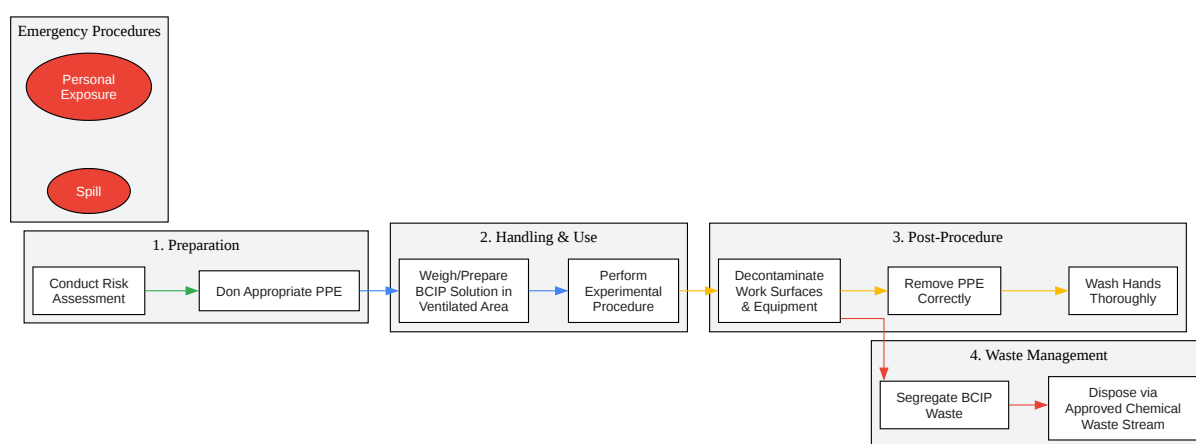 Emergency Procedures
Personal
Exposure
Spill
1. Preparation
Conduct Risk
Assessment
Don Appropriate PPE
2. Handling & Use
Weigh/Prepare
BCIP Solution in
Ventilated Area
Perform
Experimental
Procedure
3. Post-Procedure
Decontaminate
Work Surfaces
& Equipment
Remove PPE
Correctly
Wash Hands
Thoroughly
4. Waste Management
Segregate BCIP
Waste
Dispose via
Approved Chemical
Waste Stream